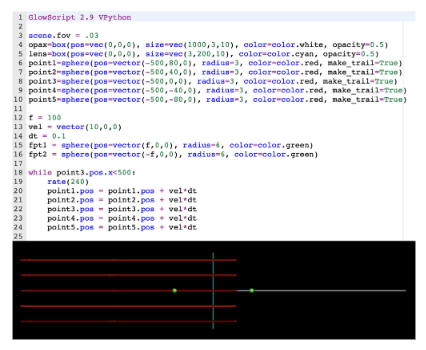 1 GlowScript 2.9 VPython
2
3 scene.fov = .03
4 opax=box(pos=vec(0,0,0), size=vec(1000,3,10), color=color.white, opacity=0.5)
5 lens=box(pos=vec(0,0,0), size=vec(3,200,10), color=color.cyan, opacity=0.5)
6 point1=sphere(pos=vector(-500,80,0), radius=3, color=color.red, make_trail=True)
7 point2=sphere(pos=vector(-500,40,0), radius=3, color=color.red, make_trail=True)
8 point3=sphere(pos=vector(-500,0,0), radius=3, color=color.red, make_trail=True)
9 point4=sphere(pos=vector(-500,-40,0), radius=3, color=color.red, make_trail=True)
10 point5=sphere(pos=vector(-500,-80,0), radius=3, color=color.red, make_trail=True)
11
12 f = 100
13 vel = vector(10,0,0)
14 dt = 0.1
15 fpt1 = sphere(pos=vector(f,0,0), radius=6, color=color.green)
16 fpt2 = sphere(pos=vector(-f,0,0), radius=6, color=color.green)
17
18 while point3.pos.x<500:
19 rate(240)
20 point1.pos = point1.pos + vel*dt
21 point2.pos = point2.pos + vel*dt
22 point3.pos = point3.pos + vel*dt
23 point4.pos = point4.pos + vel*dt
24 point5.pos = point5.pos + vel*dt
25